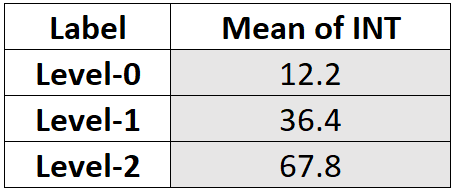 Label Mean of INT
Level-0 12.2
Level-1 36.4
Level-2 67.8